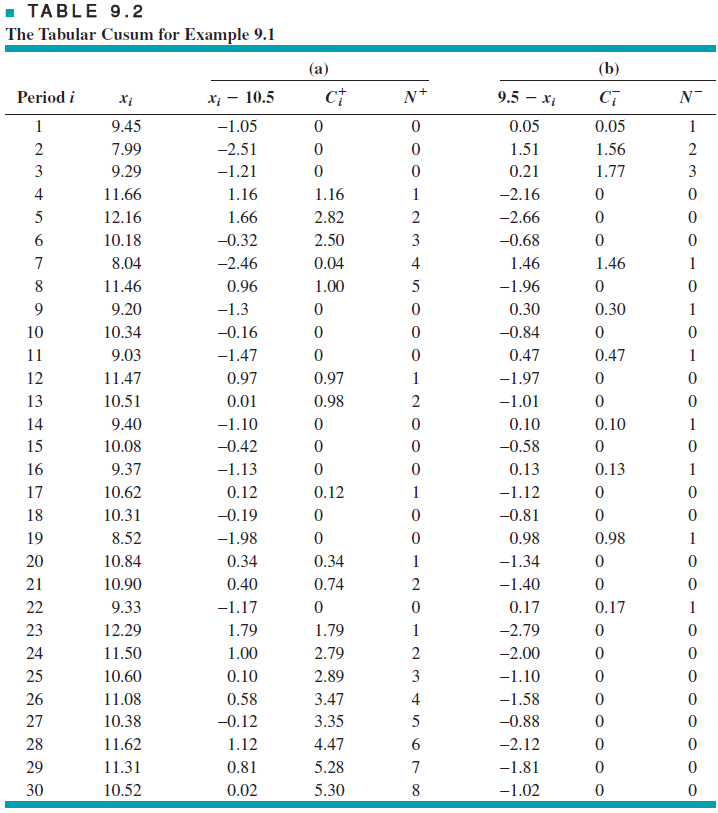 TABLE 9.2
The Tabular Cusum for Example 9.1
(a) (b)
Period i xᵢ xᵢ − 10.5 Cᵢ⁺ N⁺ 9.5 − xᵢ Cᵢ⁻ N⁻
1 9.45 −1.05 0 0 0.05 0.05 1
2 7.99 −2.51 0 0 1.51 1.56 2
3 9.29 −1.21 0 0 0.21 1.77 3
4 11.66 1.16 1.16 1 −2.16 0 0
5 12.16 1.66 2.82 2 −2.66 0 0
6 10.18 −0.32 2.50 3 −0.68 0 0
7 8.04 −2.46 0.04 4 1.46 1.46 1
8 11.46 0.96 1.00 5 −1.96 0 0
9 9.20 −1.3 0 0 0.30 0.30 1
10 10.34 −0.16 0 0 −0.84 0 0
11 9.03 −1.47 0 0 0.47 0.47 1
12 11.47 0.97 0.97 1 −1.97 0 0
13 10.51 0.01 0.98 2 −1.01 0 0
14 9.40 −1.10 0 0 0.10 0.10 1
15 10.08 −0.42 0 0 −0.58 0 0
16 9.37 −1.13 0 0 0.13 0.13 1
17 10.62 0.12 0.12 1 −1.12 0 0
18 10.31 −0.19 0 0 −0.81 0 0
19 8.52 −1.98 0 0 0.98 0.98 1
20 10.84 0.34 0.34 1 −1.34 0 0
21 10.90 0.40 0.74 2 −1.40 0 0
22 9.33 −1.17 0 0 0.17 0.17 1
23 12.29 1.79 1.79 1 −2.79 0 0
24 11.50 1.00 2.79 2 −2.00 0 0
25 10.60 0.10 2.89 3 −1.10 0 0
26 11.08 0.58 3.47 4 −1.58 0 0
27 10.38 −0.12 3.35 5 −0.88 0 0
28 11.62 1.12 4.47 6 −2.12 0 0
29 11.31 0.81 5.28 7 −1.81 0 0
30 10.52 0.02 5.30 8 −1.02 0 0